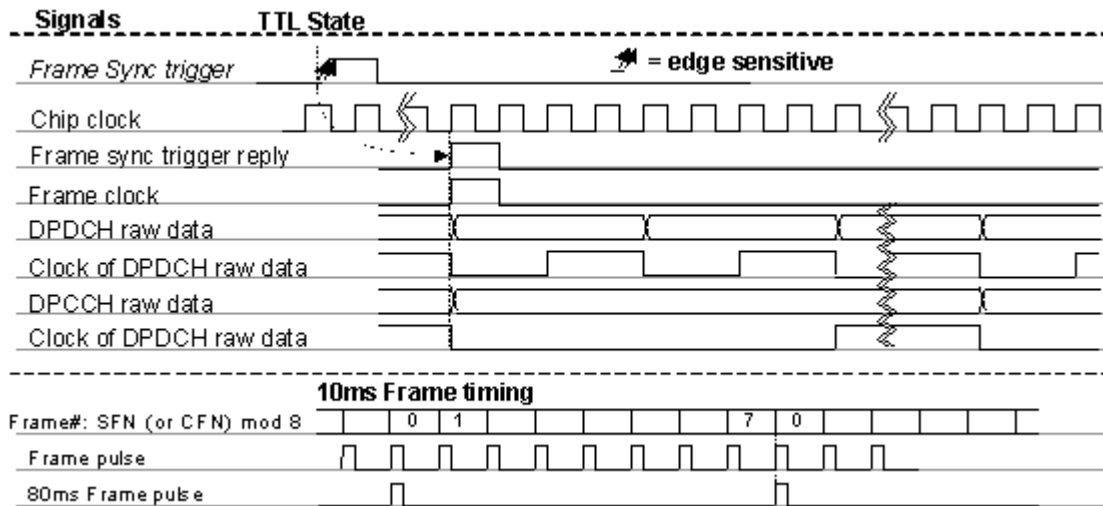 Signals TTL State
Frame Sync trigger = edge sensitive
Chip clock
Frame sync trigger reply
Frame clock
DPDCH raw data
Clock of DPDCH raw data
DPCCH raw data
Clock of DPDCH raw data
10ms Frame timing
Frame#: SFN (or CFN) mod 8 0 1 7 0
Frame pulse
80ms Frame pulse